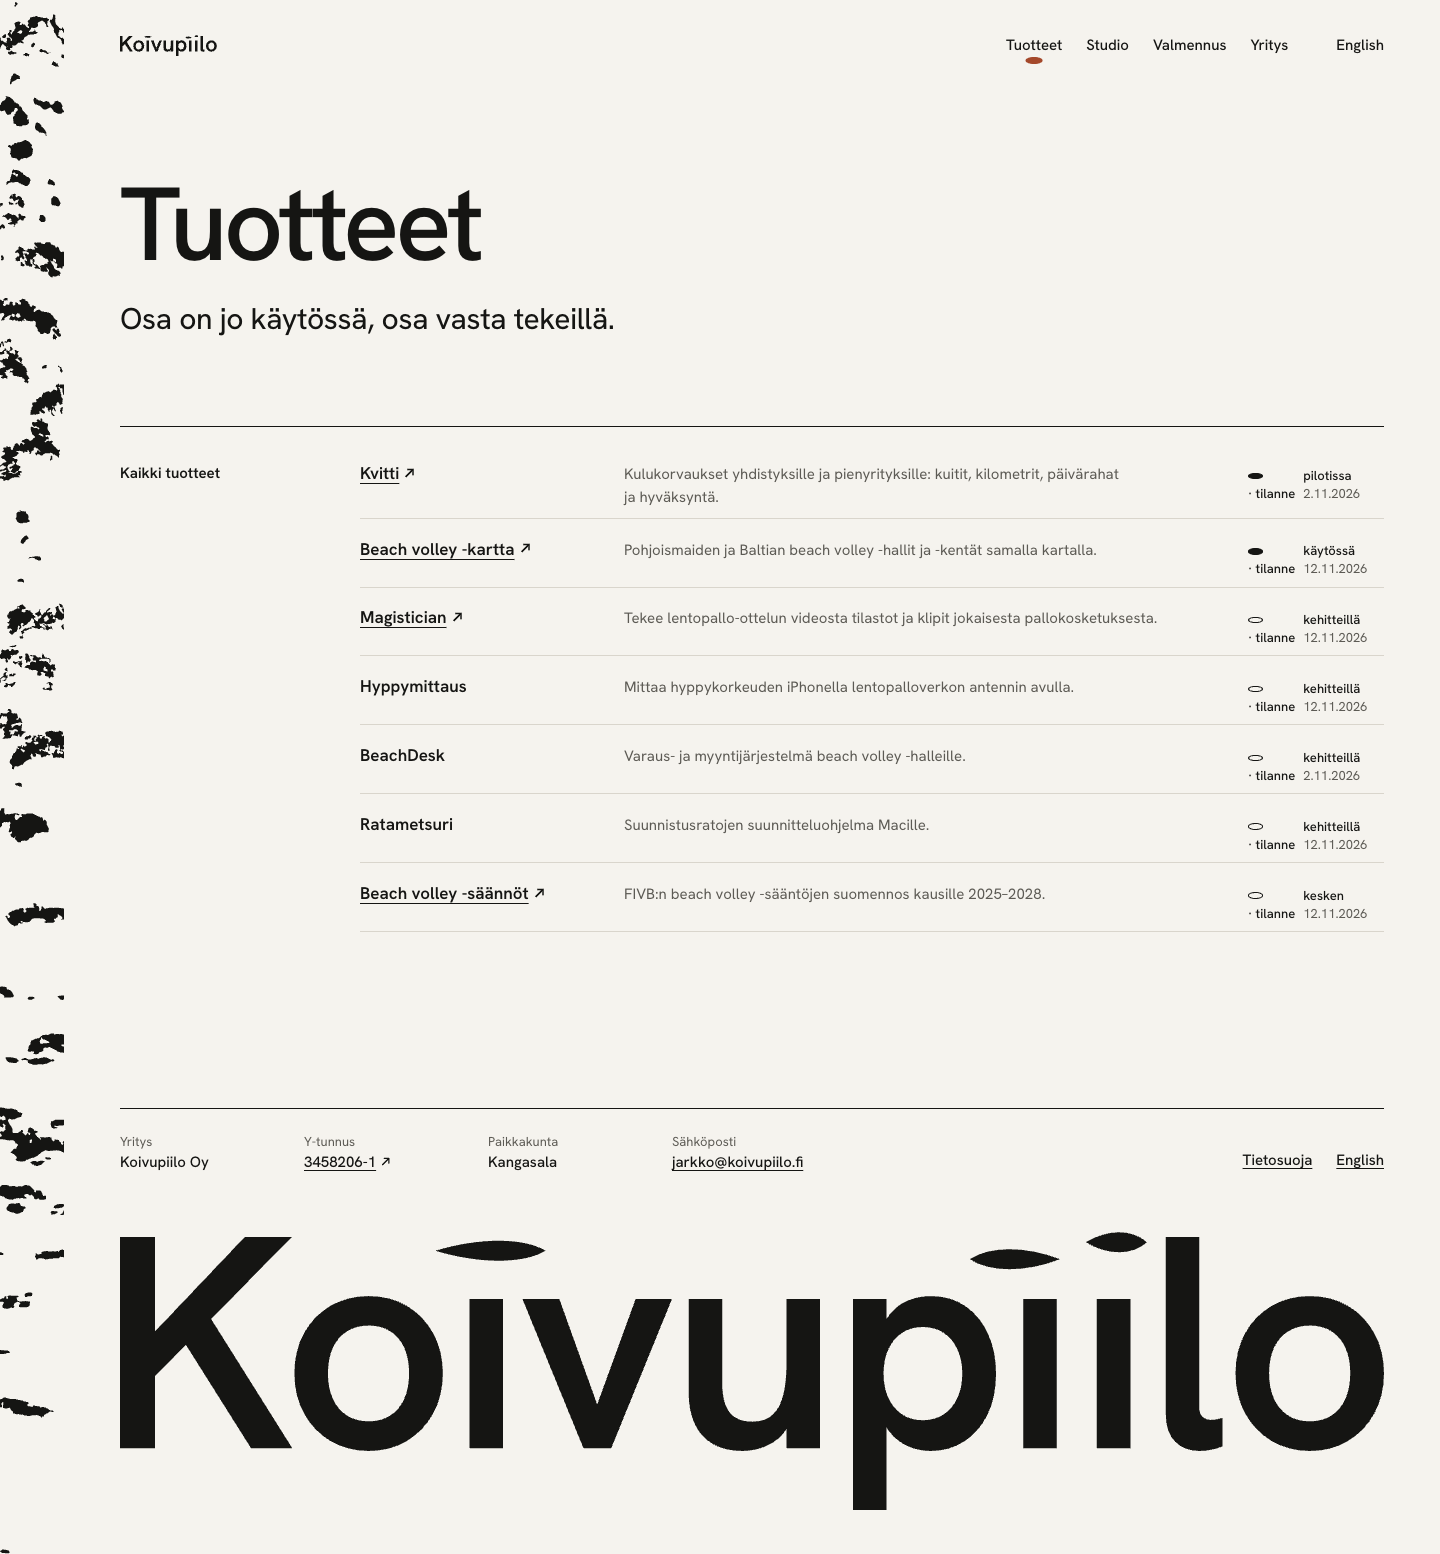 Koivupiilo
Tuotteet Studio Valmennus Yritys English
Tuotteet
Osa on jo käytössä, osa vasta tekeillä.
Kaikki tuotteet
Kvitti ↗
Kulukorvaukset yhdistyksille ja pienyrityksille: kuitit, kilometrit, päivärahat
ja hyväksyntä.
pilotissa
· tilanne 2.11.2026
Beach volley -kartta ↗
Pohjoismaiden ja Baltian beach volley -hallit ja -kentät samalla kartalla.
käytössä
· tilanne 12.11.2026
Magistician ↗
Tekee lentopallo-ottelun videosta tilastot ja klipit jokaisesta pallokosketuksesta.
kehitteillä
· tilanne 12.11.2026
Hyppymittaus
Mittaa hyppykorkeuden iPhonella lentopalloverkon antennin avulla.
kehitteillä
· tilanne 12.11.2026
BeachDesk
Varaus- ja myyntijärjestelmä beach volley -halleille.
kehitteillä
· tilanne 2.11.2026
Ratametsuri
Suunnistusratojen suunnitteluohjelma Macille.
kehitteillä
· tilanne 12.11.2026
Beach volley -säännöt ↗
FIVB:n beach volley -sääntöjen suomennos kausille 2025–2028.
kesken
· tilanne 12.11.2026
Yritys
Koivupiilo Oy
Y-tunnus
3458206-1 ↗
Paikkakunta
Kangasala
Sähköposti
jarkko@koivupiilo.fi
Tietosuoja English
Koivupiilo